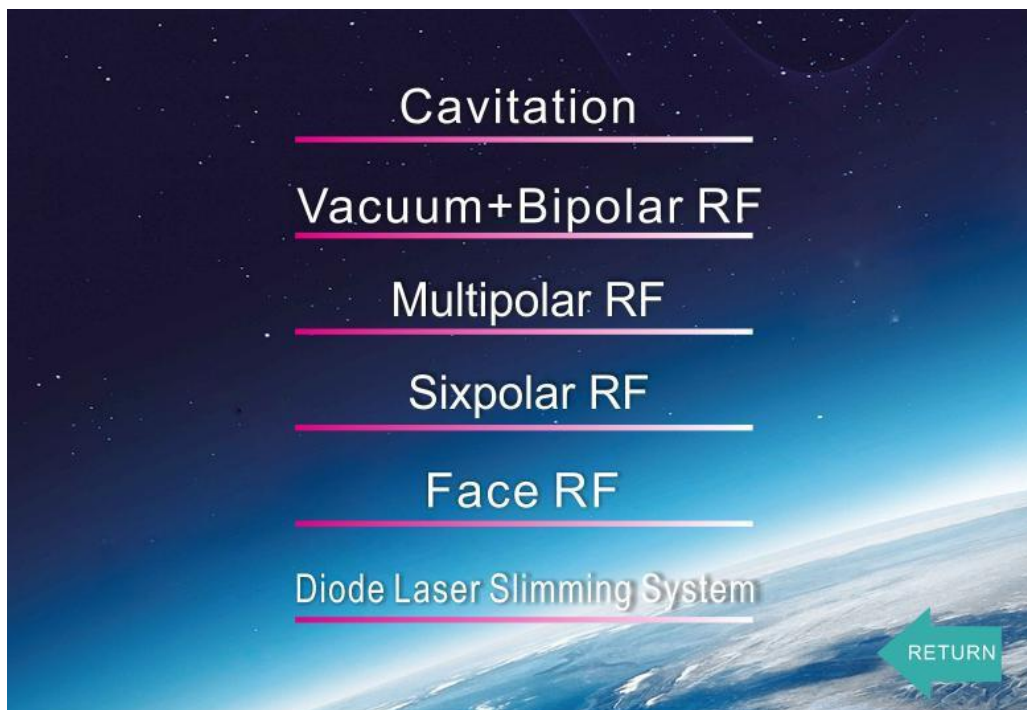 Cavitation
Vacuum+Bipolar RF
Multipolar RF
Sixpolar RF
Face RF
Diode Laser Slimming System
RETURN